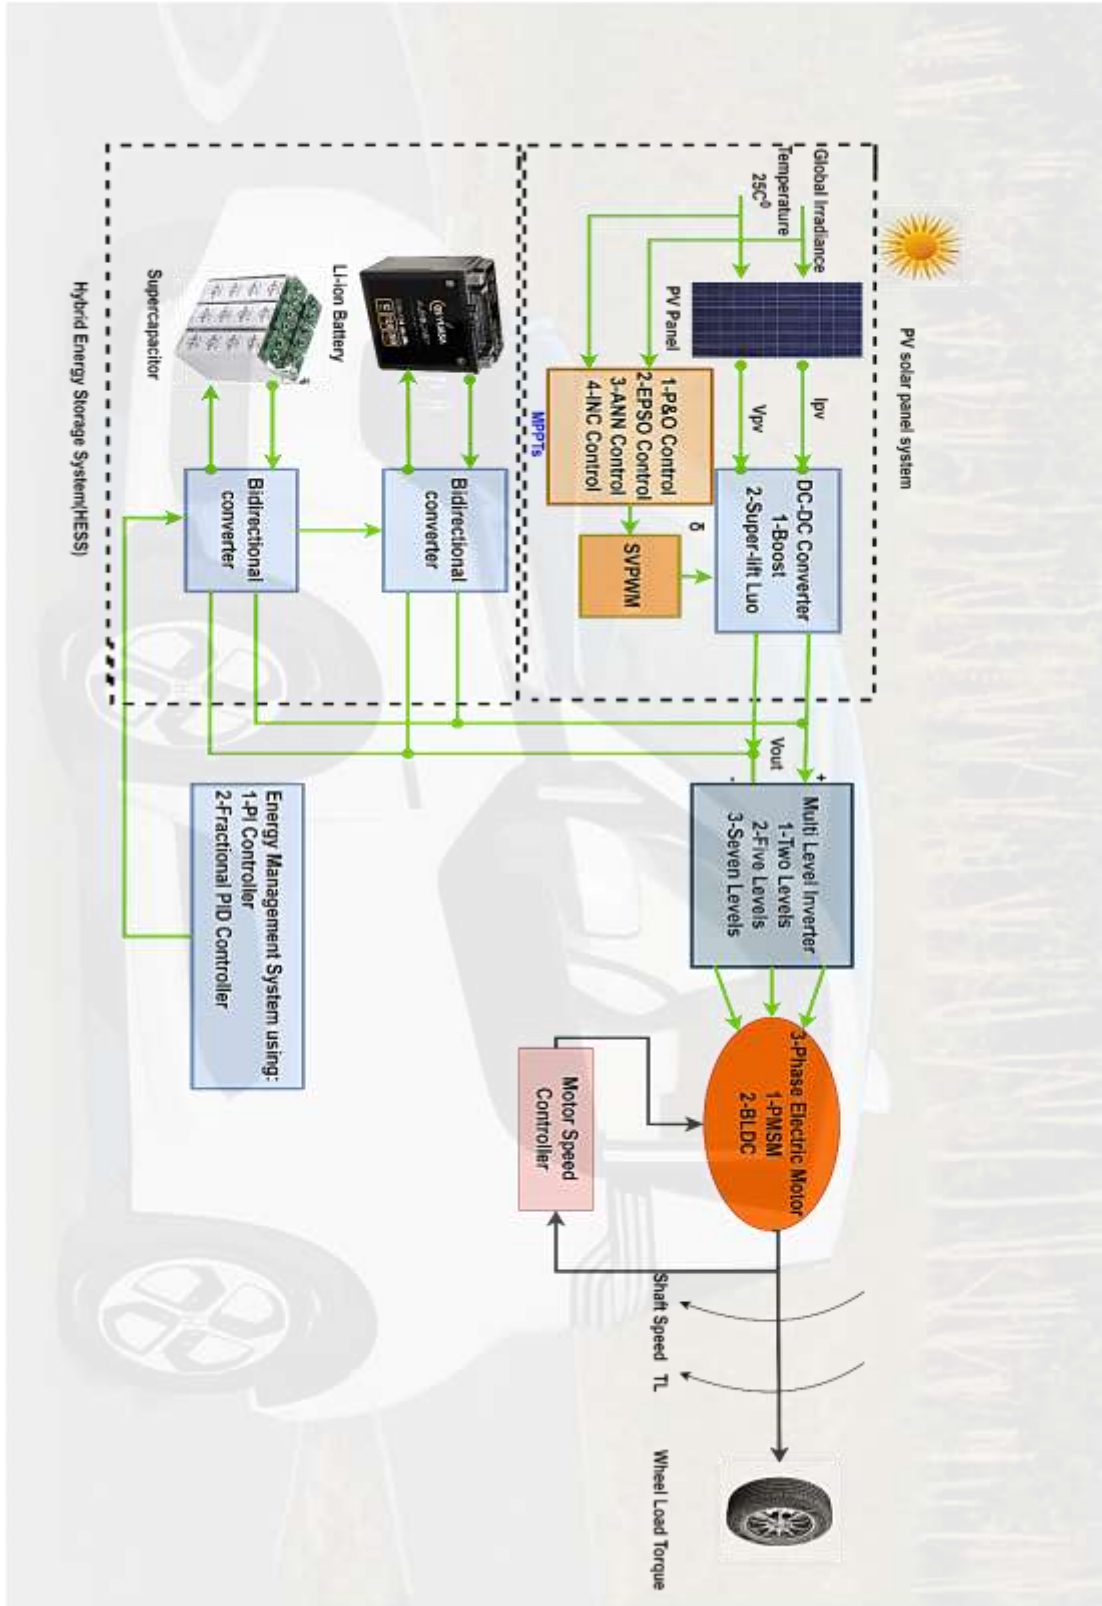 PV solar panel system
Global Irradiance
Temperature
25C⁰
PV Panel
Ipv
Vpv
DC-DC Converter
1-Boost
2-Super-lift Luo
1-P&O Control
2-EPSO Control
3-ANN Control
4-INC Control
MPPTs
δ
SVPWM
Vout
+
-
Multi Level Inverter
1-Two Levels
2-Five Levels
3-Seven Levels
3-Phase Electric Motor
1-PMSM
2-BLDC
Motor Speed
Controller
Shaft Speed
TL
Wheel Load Torque
Li-ion Battery
Bidirectional
converter
Supercapacitor
Bidirectional
converter
Hybrid Energy Storage System(HESS)
Energy Management System using:
1-PI Controller
2-Fractional PID Controller